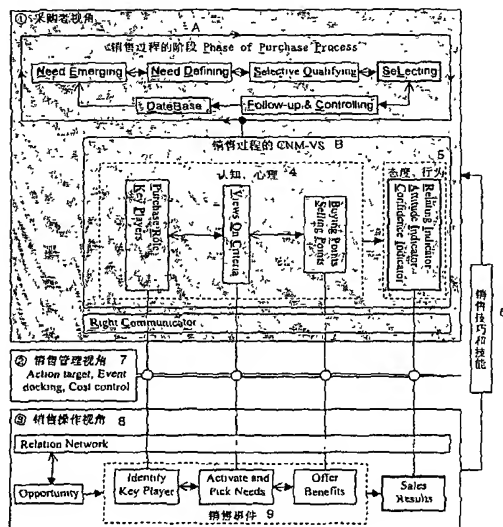 ① 采购者视角
A
销售过程的阶段 Phase of Purchase Process
Need Emerging
Need Defining
Selective Qualifying
SeLecting
DateBase
Follow-up & Controlling
销售过程的 CNM-VS B
认知、心理 4
态度、行为 5
Purchase Role
Key Players
Views On Criteria
Buying Points
Selling Points
Relating Indicator
Attitude Indicator
Confidence Indicator
Right Communicator
销售技巧和技能
6
② 销售管理视角 7
Action target, Event
docking, Cost control
③ 销售操作视角 8
Relation Network
Opportunity
Identify
Key Player
Activate and
Pick Needs
Offer
Benefits
Sales
Results
销售部件 9